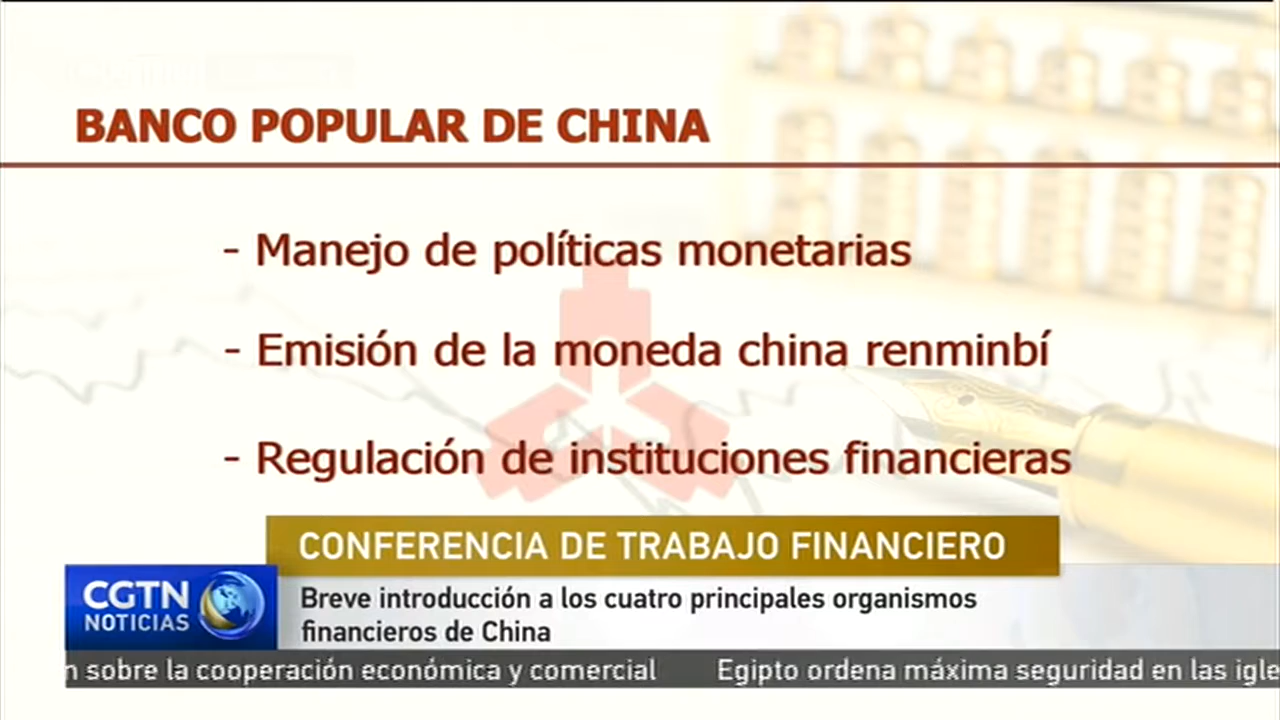 BANCO POPULAR DE CHINA
- Manejo de políticas monetarias
- Emisión de la moneda china renminbí
- Regulación de instituciones financieras
CONFERENCIA DE TRABAJO FINANCIERO
CGTN
NOTICIAS
Breve introducción a los cuatro principales organismos
financieros de China
sobre la cooperación económica y comercial Egipto ordena máxima seguridad en las